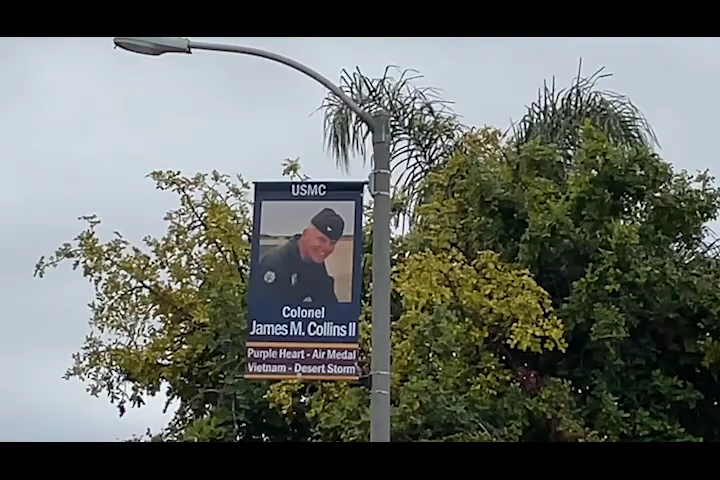 USMC
Colonel
James M. Collins II
Purple Heart - Air Medal
Vietnam - Desert Storm